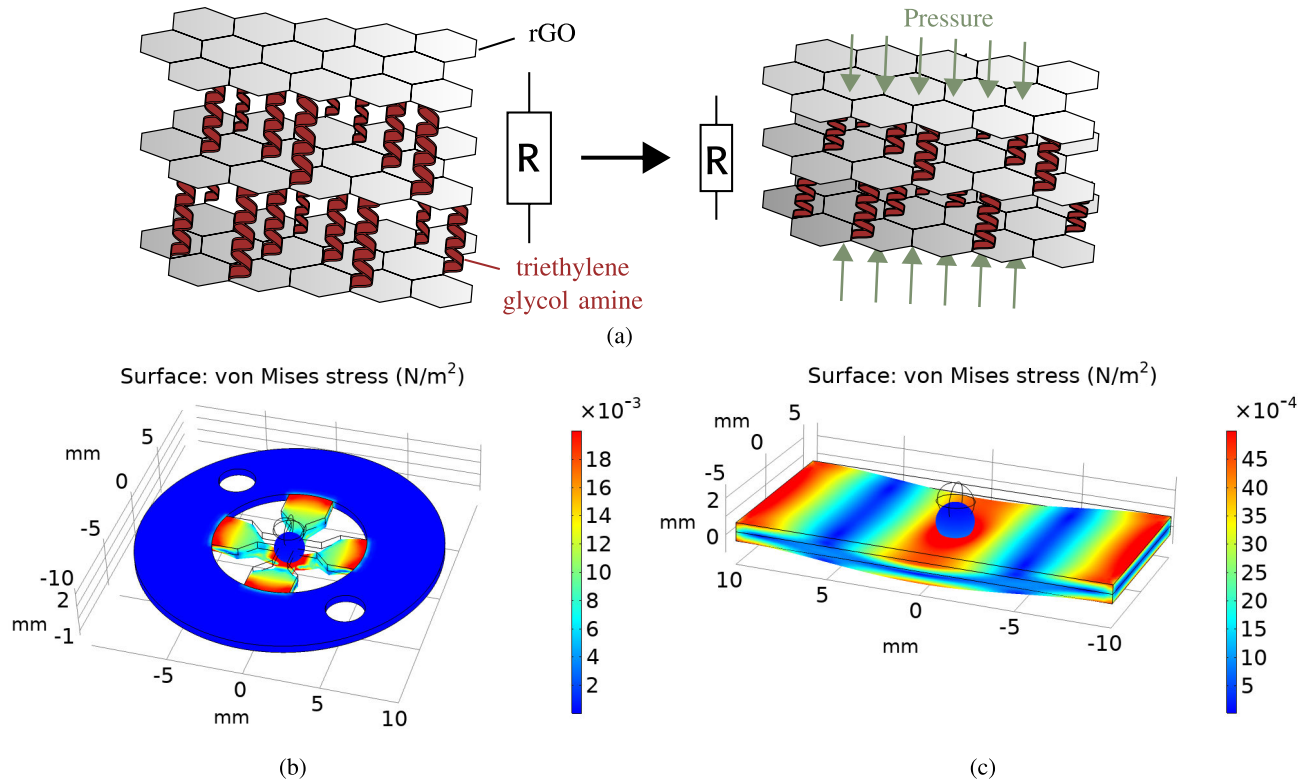 rGO
Pressure
R
R
triethylene
glycol amine
(a)
Surface: von Mises stress (N/m²)
×10⁻³
18
16
14
12
10
8
6
4
2
mm
5
0
-5
-10
2
mm
-1
-5
0
5
10
mm
(b)
Surface: von Mises stress (N/m²)
×10⁻⁴
45
40
35
30
25
20
15
10
5
5
mm
0
-5
2
mm
0
10
5
0
-5
-10
mm
(c)